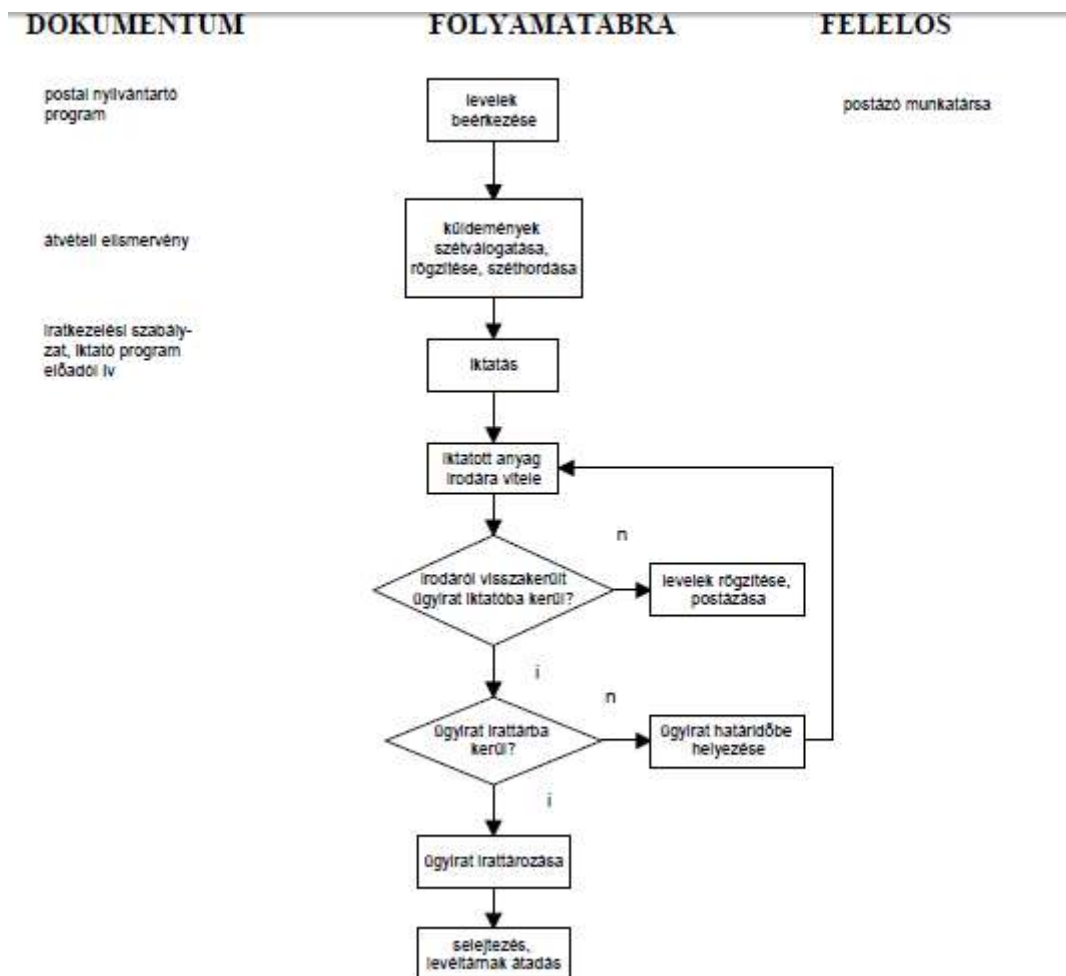 DOKUMENTUM
FOLYAMATÁBRA
FELELŐS
postai nyilvántartó
program
levelek
beérkezése
postázó munkatársa
átvételi elismervény
küldemények
szétválogatása,
rögzítése, széthordása
iratkezelési szabály-
zat, iktató program
előadói ív
iktatás
iktatott anyag
irodára vitele
irodáról visszakerült
ügyirat iktatóba kerül?
n
levelek rögzítése,
postázása
i
ügyirat irattárba
kerül?
n
ügyirat határidőbe
helyezése
i
ügyirat irattározása
selejtezés,
levéltárnak átadás